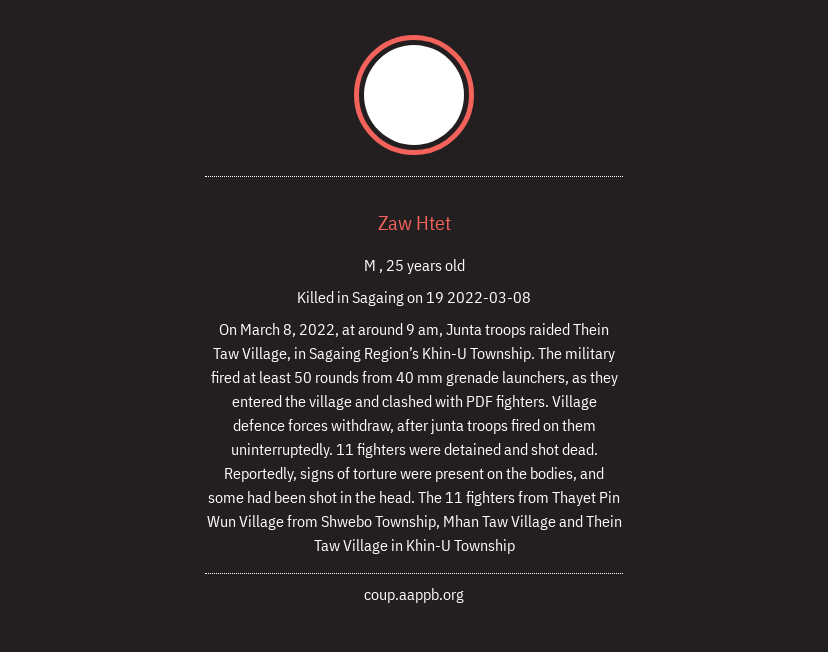 Zaw Htet
M , 25 years old
Killed in Sagaing on 19 2022-03-08
On March 8, 2022, at around 9 am, Junta troops raided Thein
Taw Village, in Sagaing Region’s Khin-U Township. The military
fired at least 50 rounds from 40 mm grenade launchers, as they
entered the village and clashed with PDF fighters. Village
defence forces withdraw, after junta troops fired on them
uninterruptedly. 11 fighters were detained and shot dead.
Reportedly, signs of torture were present on the bodies, and
some had been shot in the head. The 11 fighters from Thayet Pin
Wun Village from Shwebo Township, Mhan Taw Village and Thein
Taw Village in Khin-U Township
coup.aappb.org